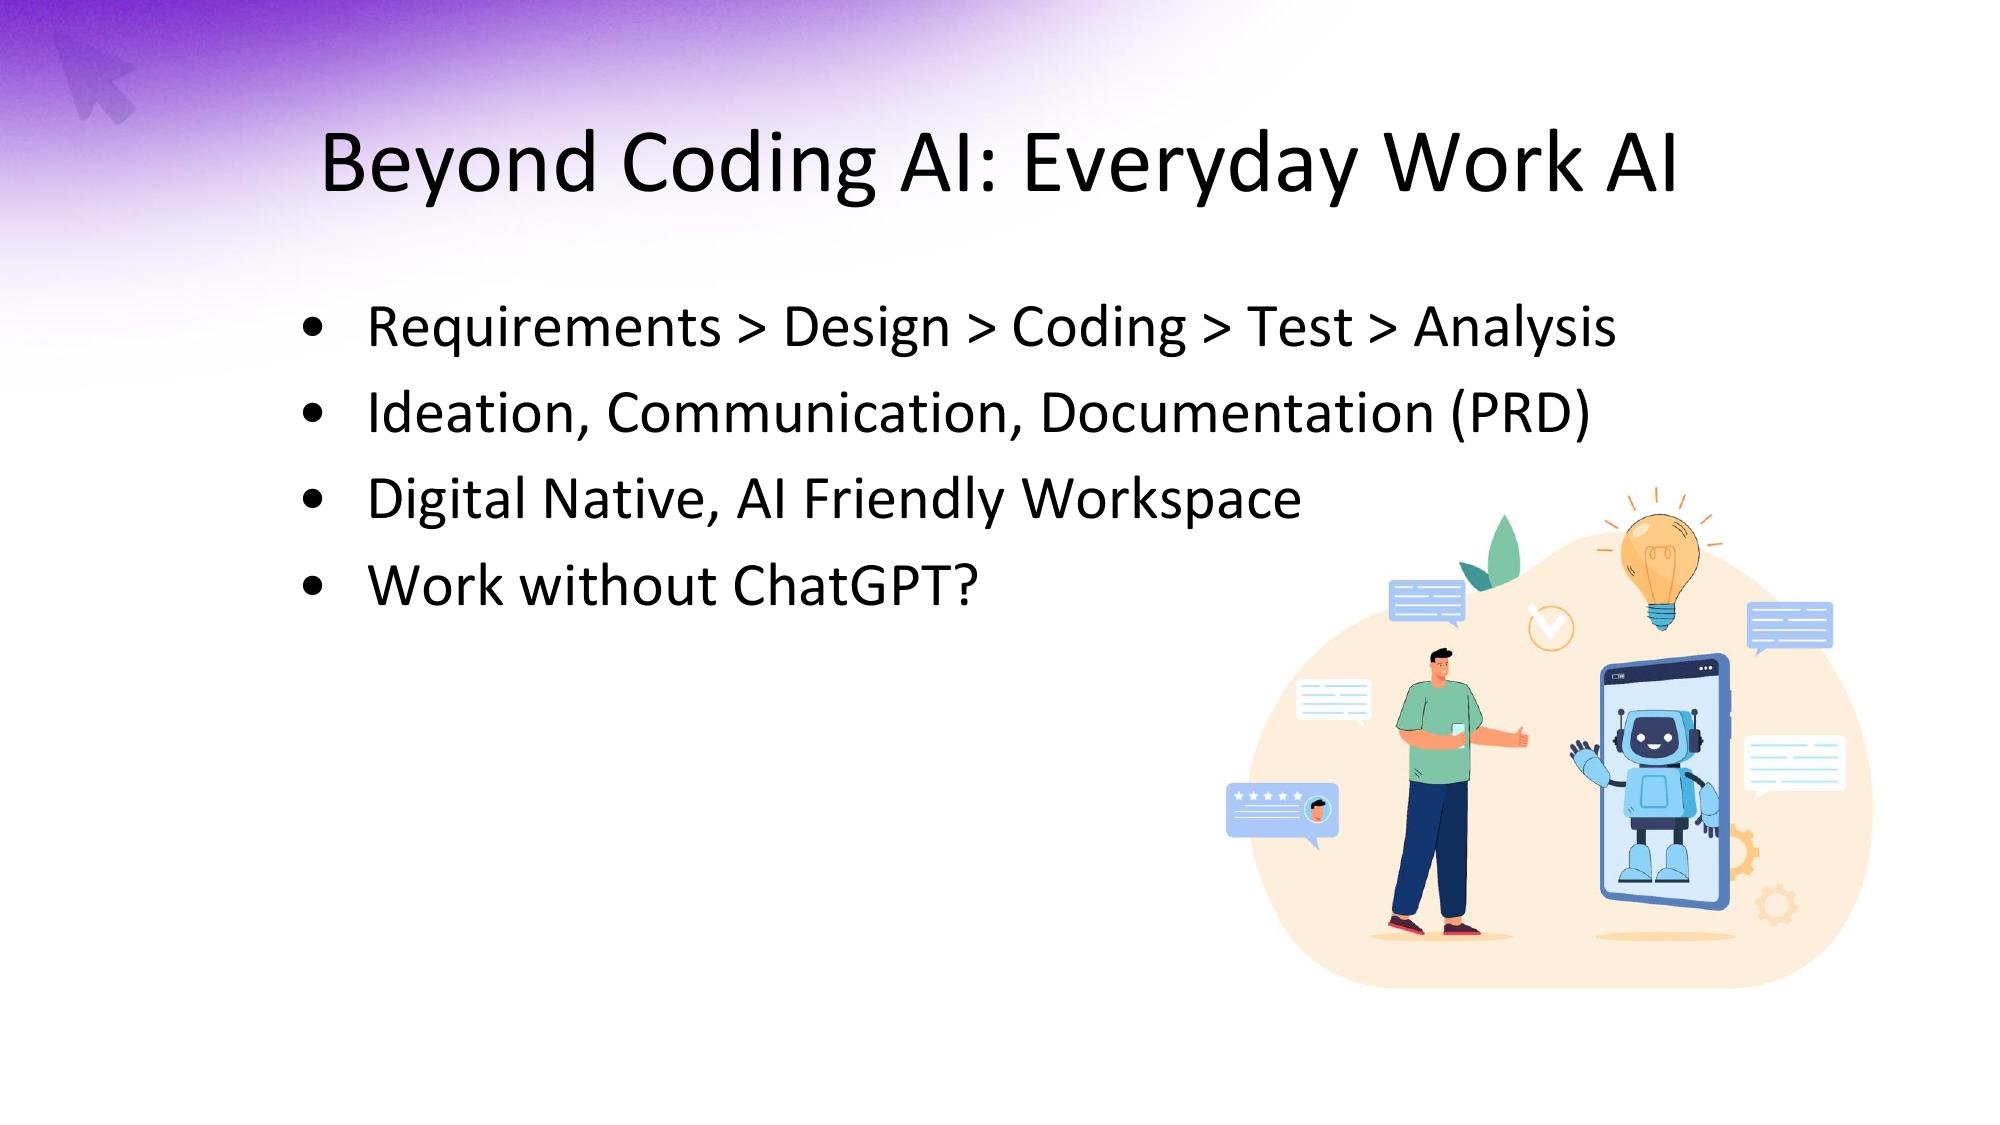 Beyond Coding AI: Everyday Work AI
• Requirements > Design > Coding > Test > Analysis
• Ideation, Communication, Documentation (PRD)
• Digital Native, AI Friendly Workspace
• Work without ChatGPT?